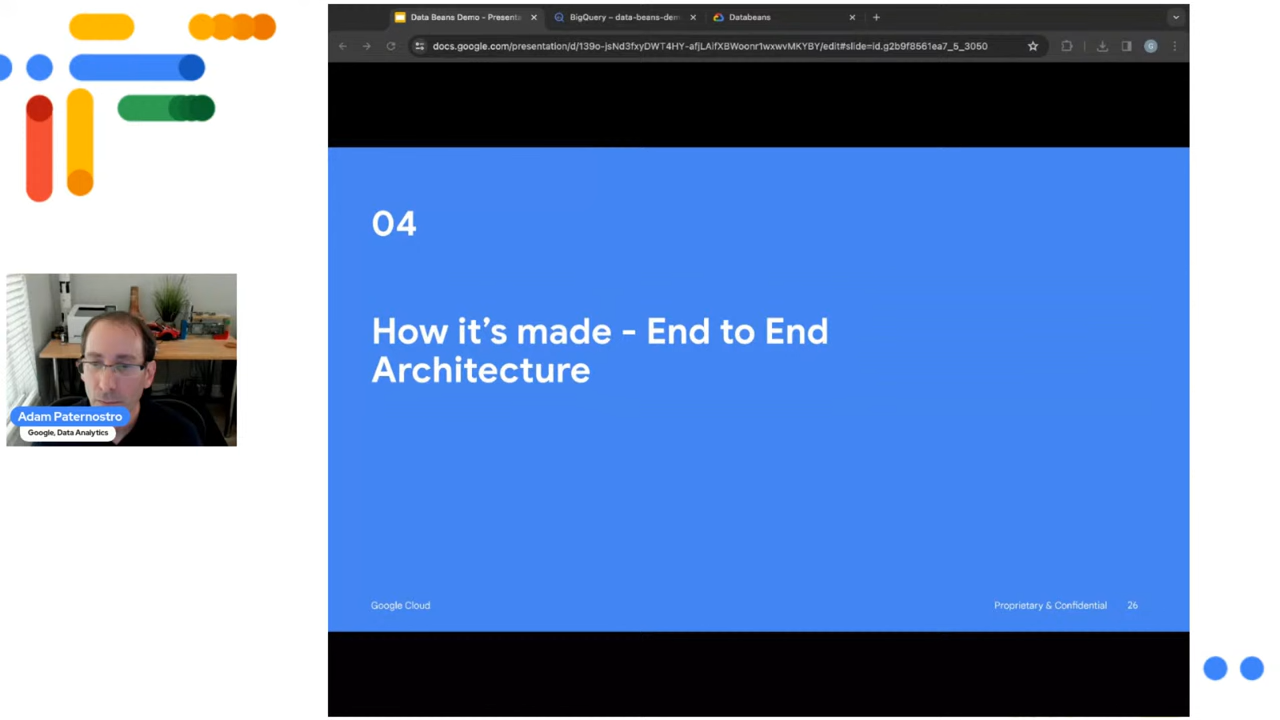 Data Beans Demo - Presenta
BigQuery – data-beans-dem
Databeans
docs.google.com/presentation/d/139o-jsNd3fxyDWT4HY-afjLAlfXBWoonr1wxwvMKYBY/edit#slide=id.g2b9f8561ea7_5_3050
G
04
How it's made - End to End
Architecture
Adam Paternostro
Google, Data Analytics
Google Cloud
Proprietary & Confidential
26